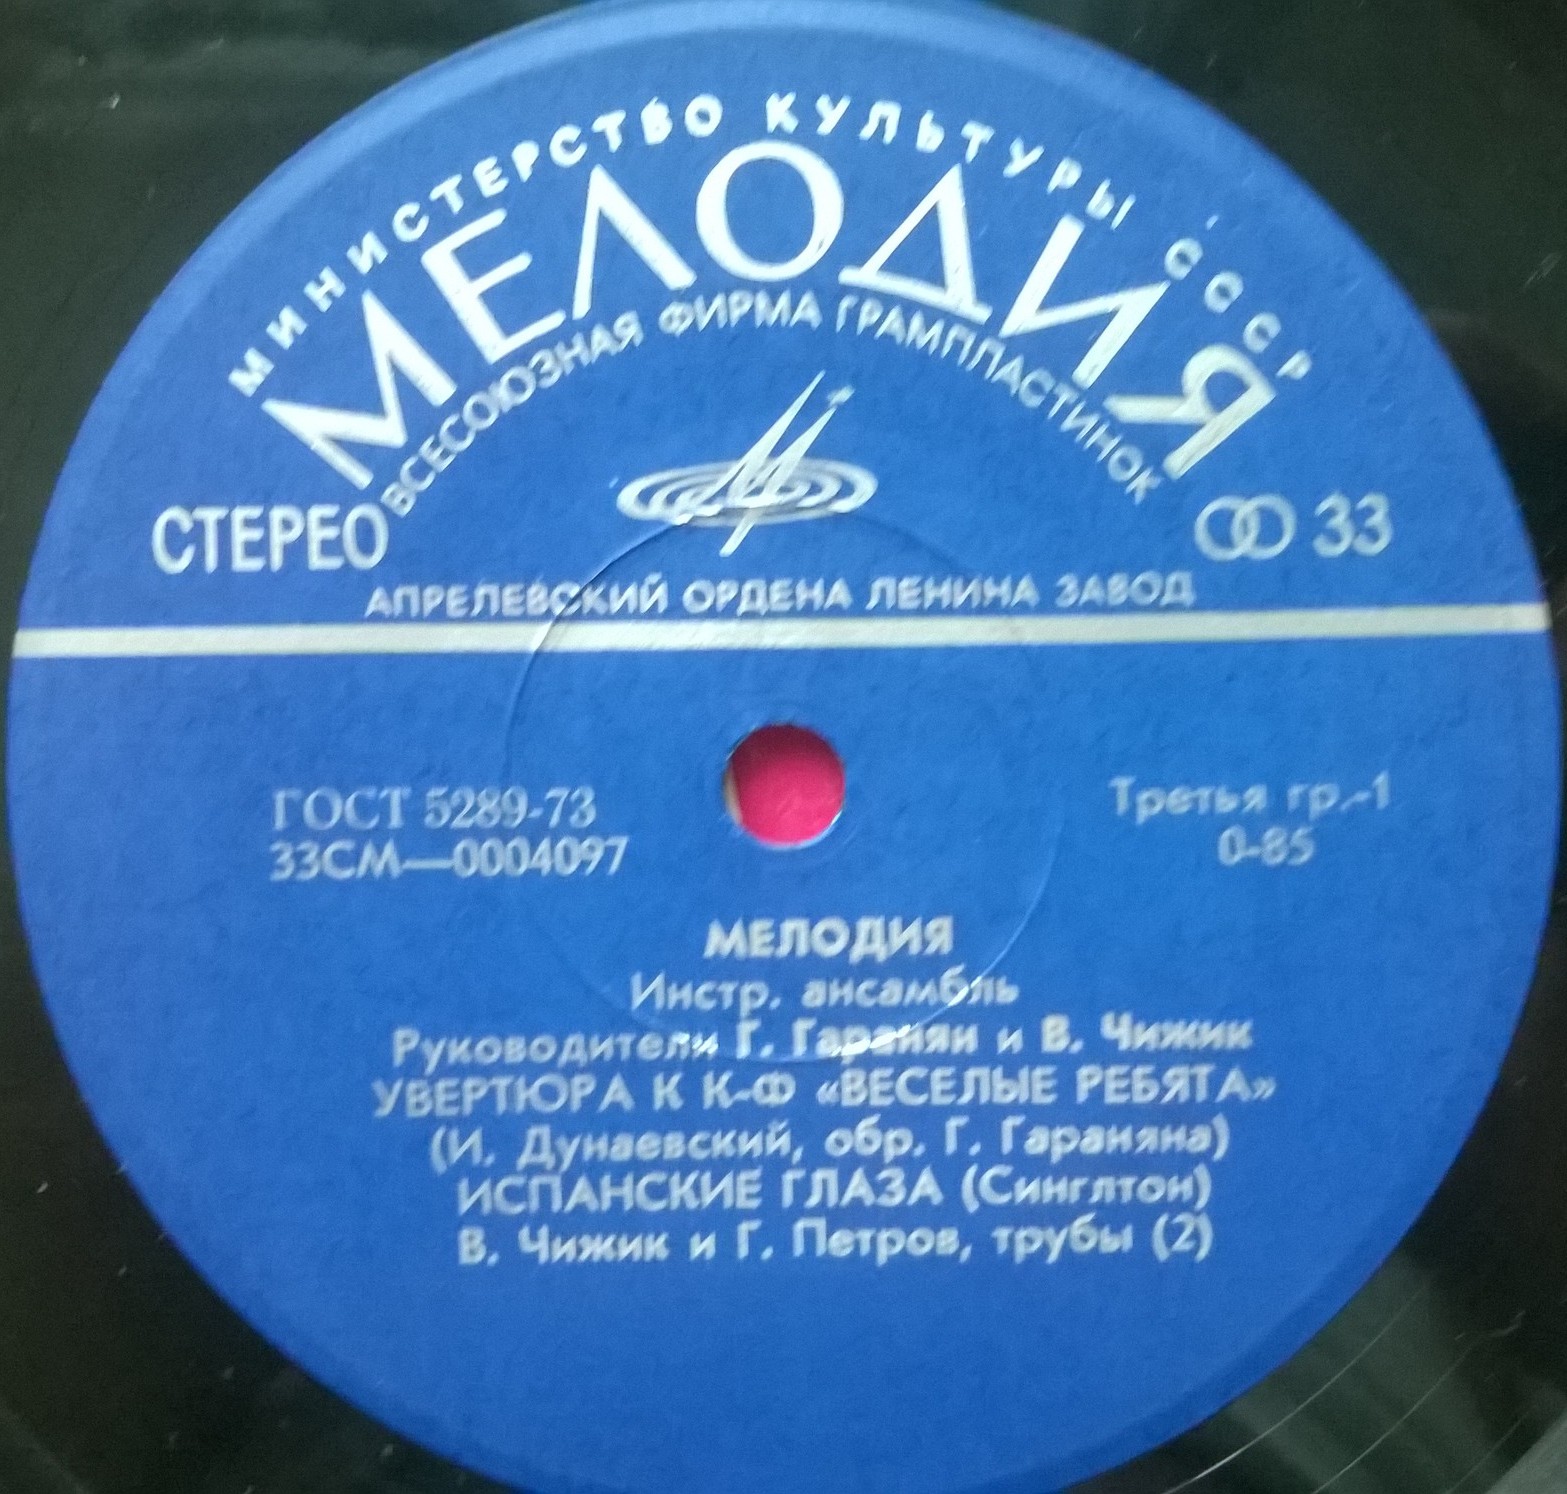 МИНИСТЕРСТВО КУЛЬТУРЫ СССР
МЕЛОДИЯ
ВСЕСОЮЗНАЯ ФИРМА ГРАМПЛАСТИНОК
СТЕРЕО
33
АПРЕЛЕВСКИЙ ОРДЕНА ЛЕНИНА ЗАВОД
ГОСТ 5289-73
Третья гр.-1
33СМ—0004097
0-85
МЕЛОДИЯ
Инстр. ансамбль
Руководители Г. Гаранян и В. Чижик
УВЕРТЮРА К К-Ф «ВЕСЕЛЫЕ РЕБЯТА»
(И. Дунаевский, обр. Г. Гараняна)
ИСПАНСКИЕ ГЛАЗА (Синглтон)
В. Чижик и Г. Петров, трубы (2)